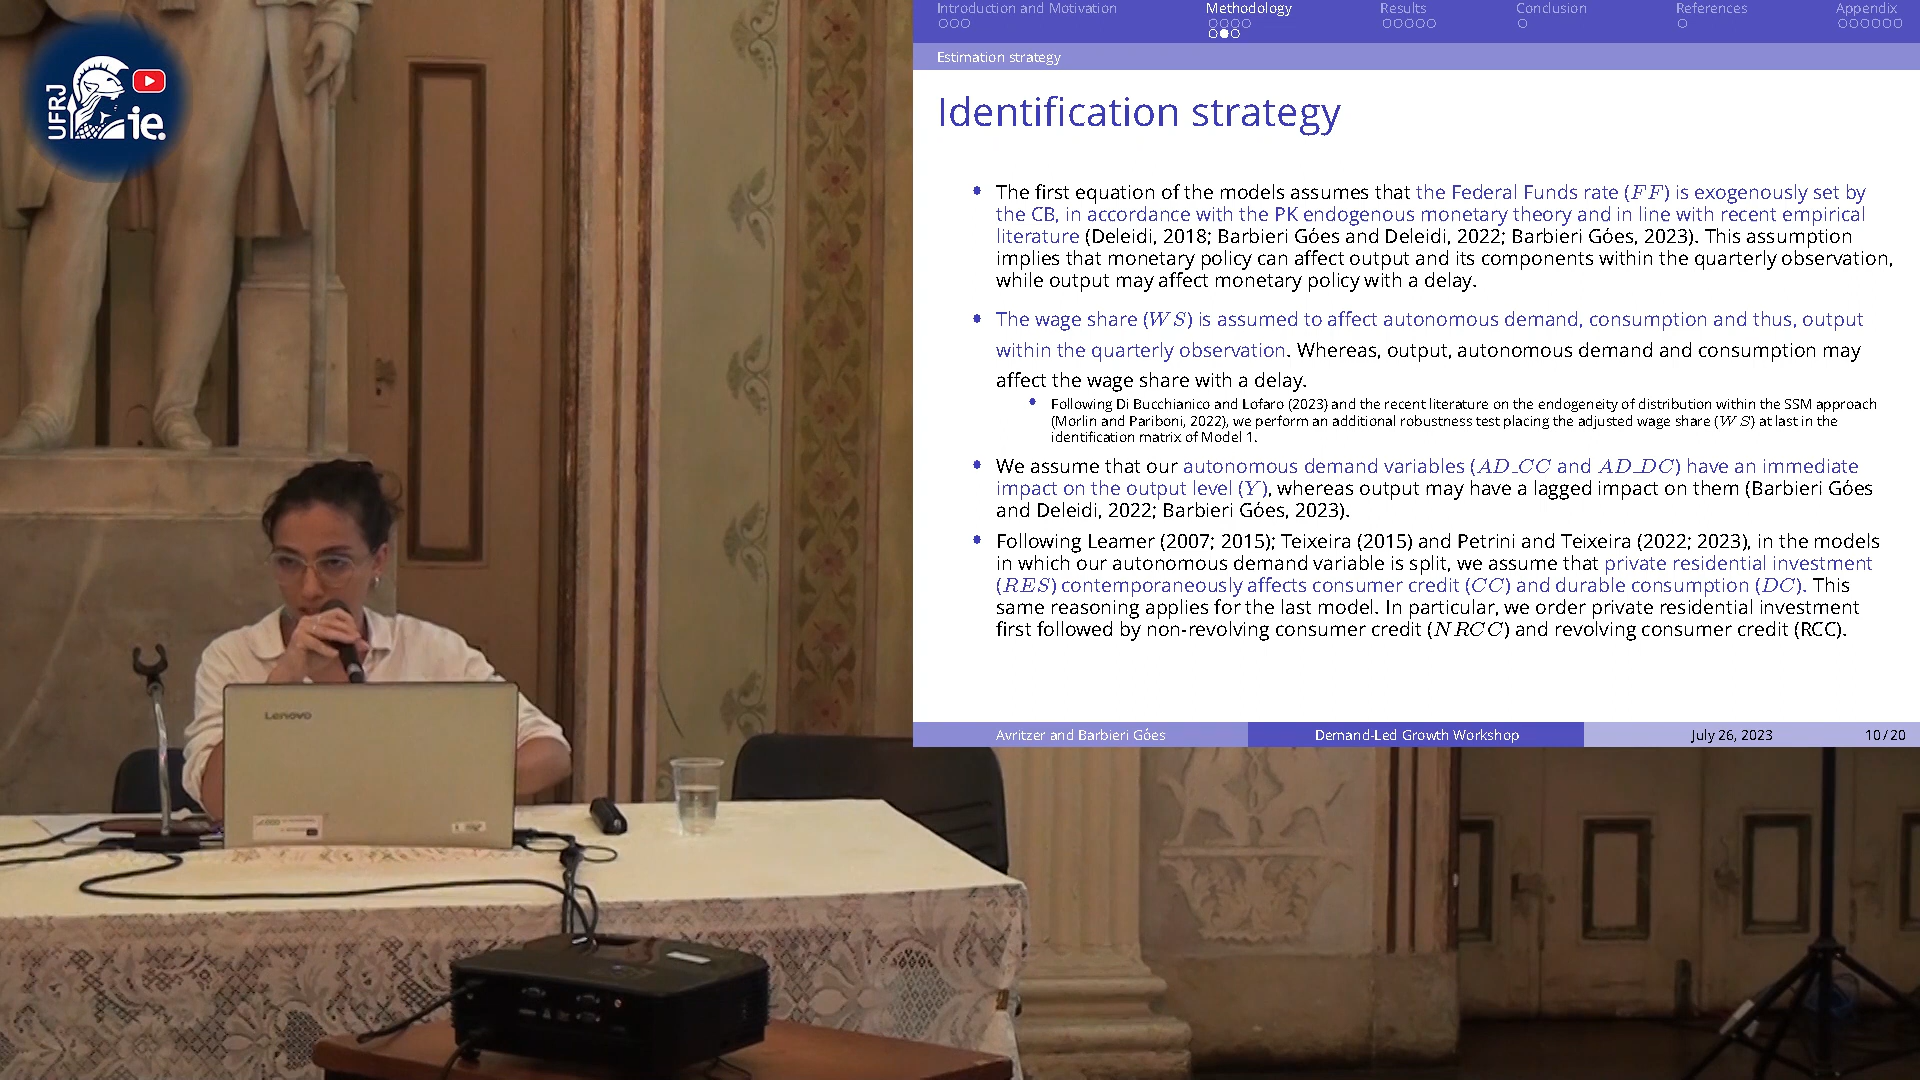 UFRJ
ie.
Introduction and Motivation
Methodology
Results
Conclusion
References
Appendix
Estimation strategy
Identification strategy
• The first equation of the models assumes that the Federal Funds rate (FF) is exogenously set by
the CB, in accordance with the PK endogenous monetary theory and in line with recent empirical
literature (Deleidi, 2018; Barbieri Góes and Deleidi, 2022; Barbieri Góes, 2023). This assumption
implies that monetary policy can affect output and its components within the quarterly observation,
while output may affect monetary policy with a delay.
• The wage share (WS) is assumed to affect autonomous demand, consumption and thus, output
within the quarterly observation. Whereas, output, autonomous demand and consumption may
affect the wage share with a delay.
• Following Di Bucchianico and Lofaro (2023) and the recent literature on the endogeneity of distribution within the SSM approach
(Morlin and Pariboni, 2022), we perform an additional robustness test placing the adjusted wage share (WS) at last in the
identification matrix of Model 1.
• We assume that our autonomous demand variables (AD_CC and AD_DC) have an immediate
impact on the output level (Y), whereas output may have a lagged impact on them (Barbieri Góes
and Deleidi, 2022; Barbieri Góes, 2023).
• Following Leamer (2007; 2015); Teixeira (2015) and Petrini and Teixeira (2022; 2023), in the models
in which our autonomous demand variable is split, we assume that private residential investment
(RES) contemporaneously affects consumer credit (CC) and durable consumption (DC). This
same reasoning applies for the last model. In particular, we order private residential investment
first followed by non-revolving consumer credit (NRCC) and revolving consumer credit (RCC).
Avritzer and Barbieri Góes
Demand-Led Growth Workshop
July 26, 2023
10 / 20
Lenovo